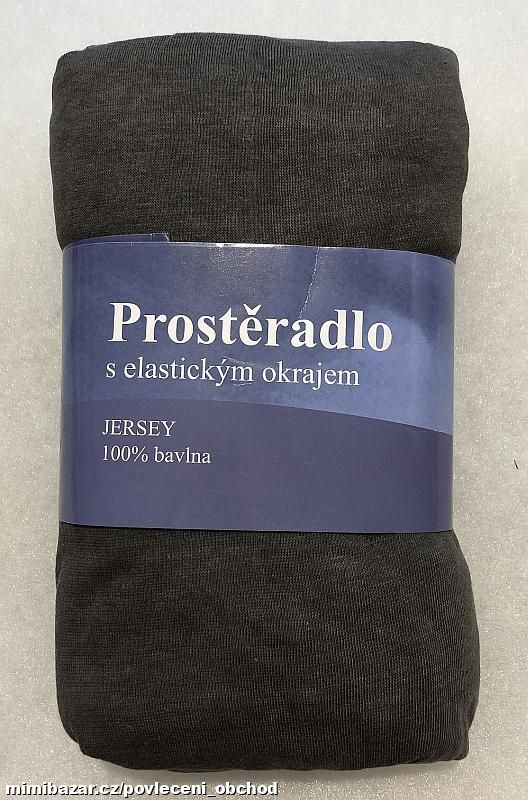 Prostěradlo
s elastickým okrajem
JERSEY
100% bavlna
mimibazar.cz/povleceni_obchod